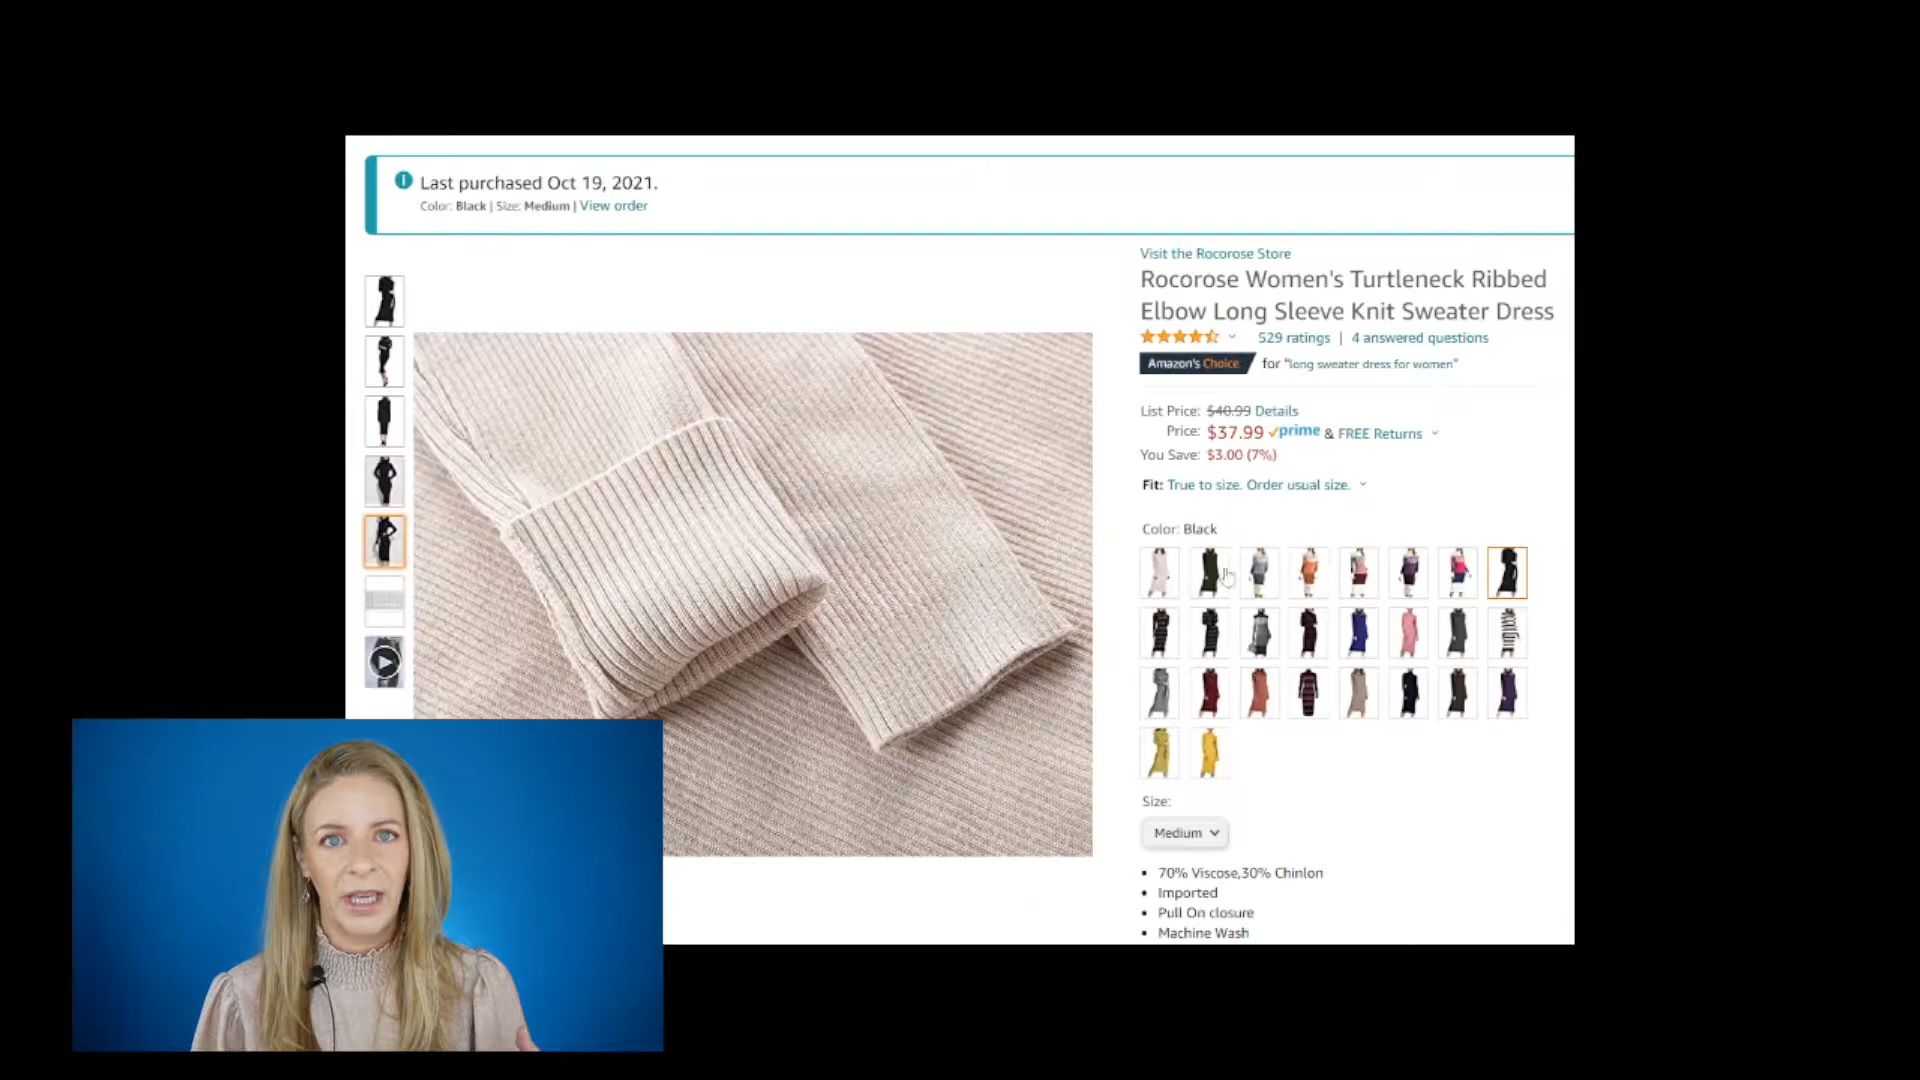 Last purchased Oct 19, 2021.
Color: Black | Size: Medium | View order
Visit the Rocorose Store
Rocorose Women's Turtleneck Ribbed
Elbow Long Sleeve Knit Sweater Dress
529 ratings | 4 answered questions
Amazon's Choice for "long sweater dress for women"
List Price: $40.99 Details
Price: $37.99 prime & FREE Returns
You Save: $3.00 (7%)
Fit: True to size. Order usual size.
Color: Black
Size:
Medium
• 70% Viscose,30% Chinlon
• Imported
• Pull On closure
• Machine Wash